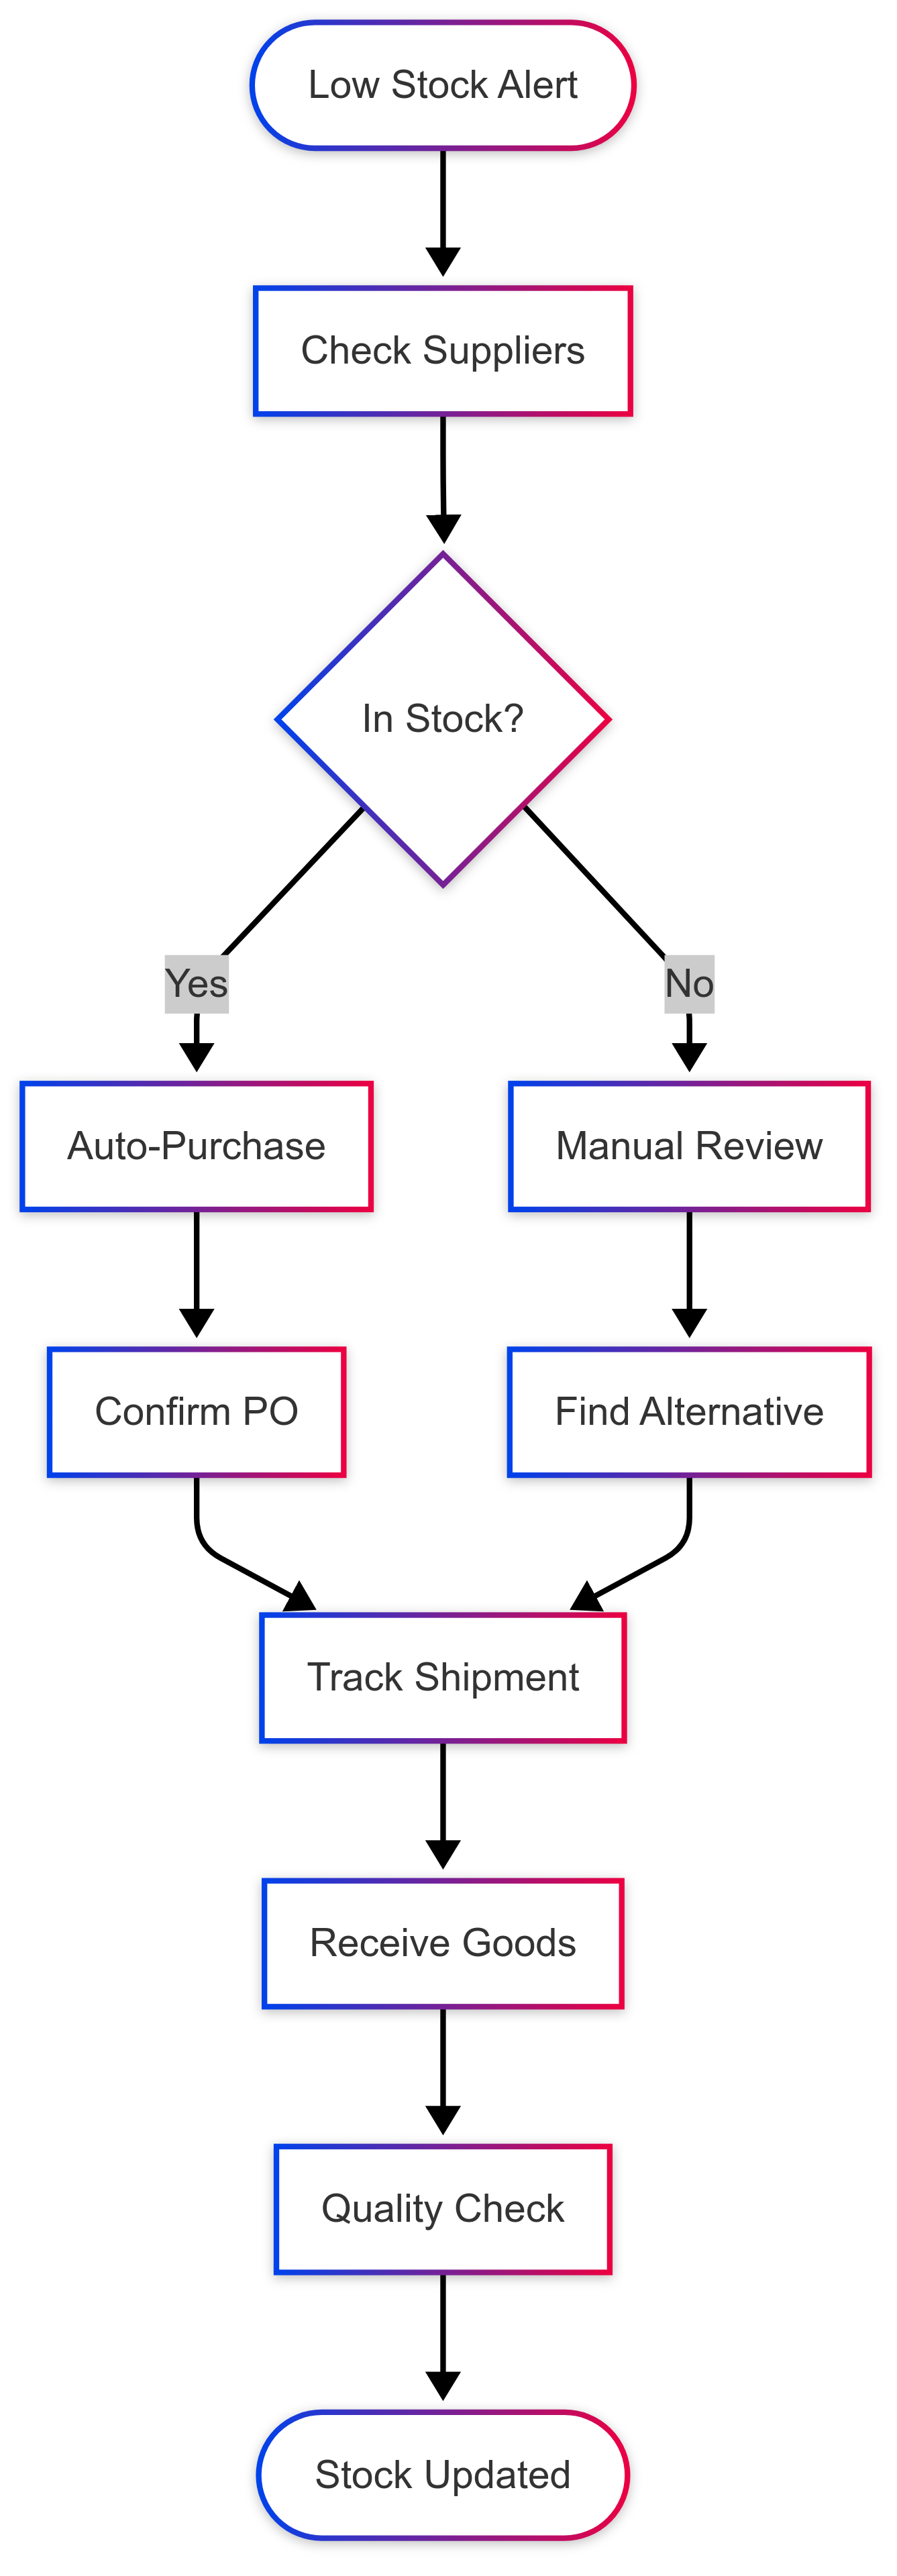 Low Stock Alert
Check Suppliers
In Stock?
Yes
No
Auto-Purchase
Manual Review
Confirm PO
Find Alternative
Track Shipment
Receive Goods
Quality Check
Stock Updated